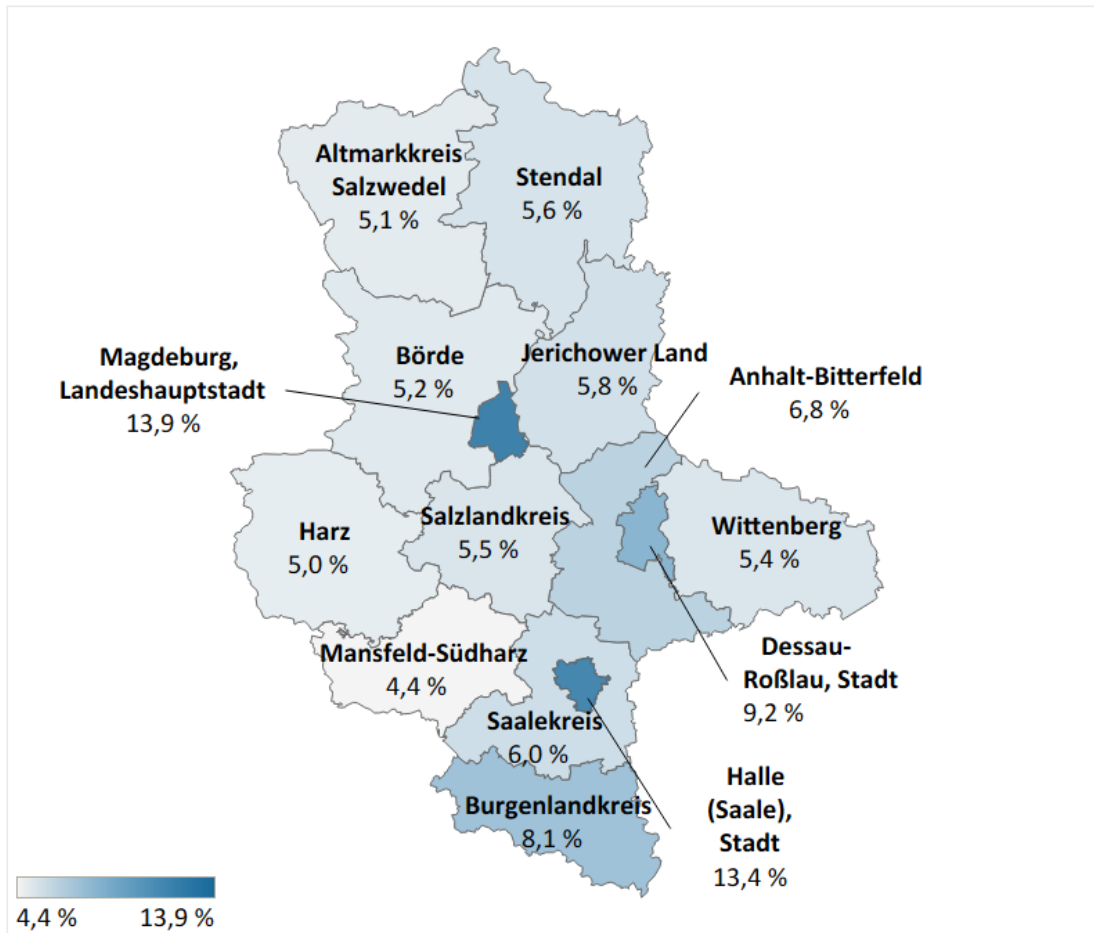 Altmarkkreis
Salzwedel
5,1 %
Stendal
5,6 %
Magdeburg,
Landeshauptstadt
13,9 %
Börde
5,2 %
Jerichower Land
5,8 %
Anhalt-Bitterfeld
6,8 %
Harz
5,0 %
Salzlandkreis
5,5 %
Wittenberg
5,4 %
Mansfeld-Südharz
4,4 %
Dessau-
Roßlau, Stadt
9,2 %
Saalekreis
6,0 %
Halle
(Saale),
Stadt
13,4 %
Burgenlandkreis
8,1 %
4,4 %
13,9 %